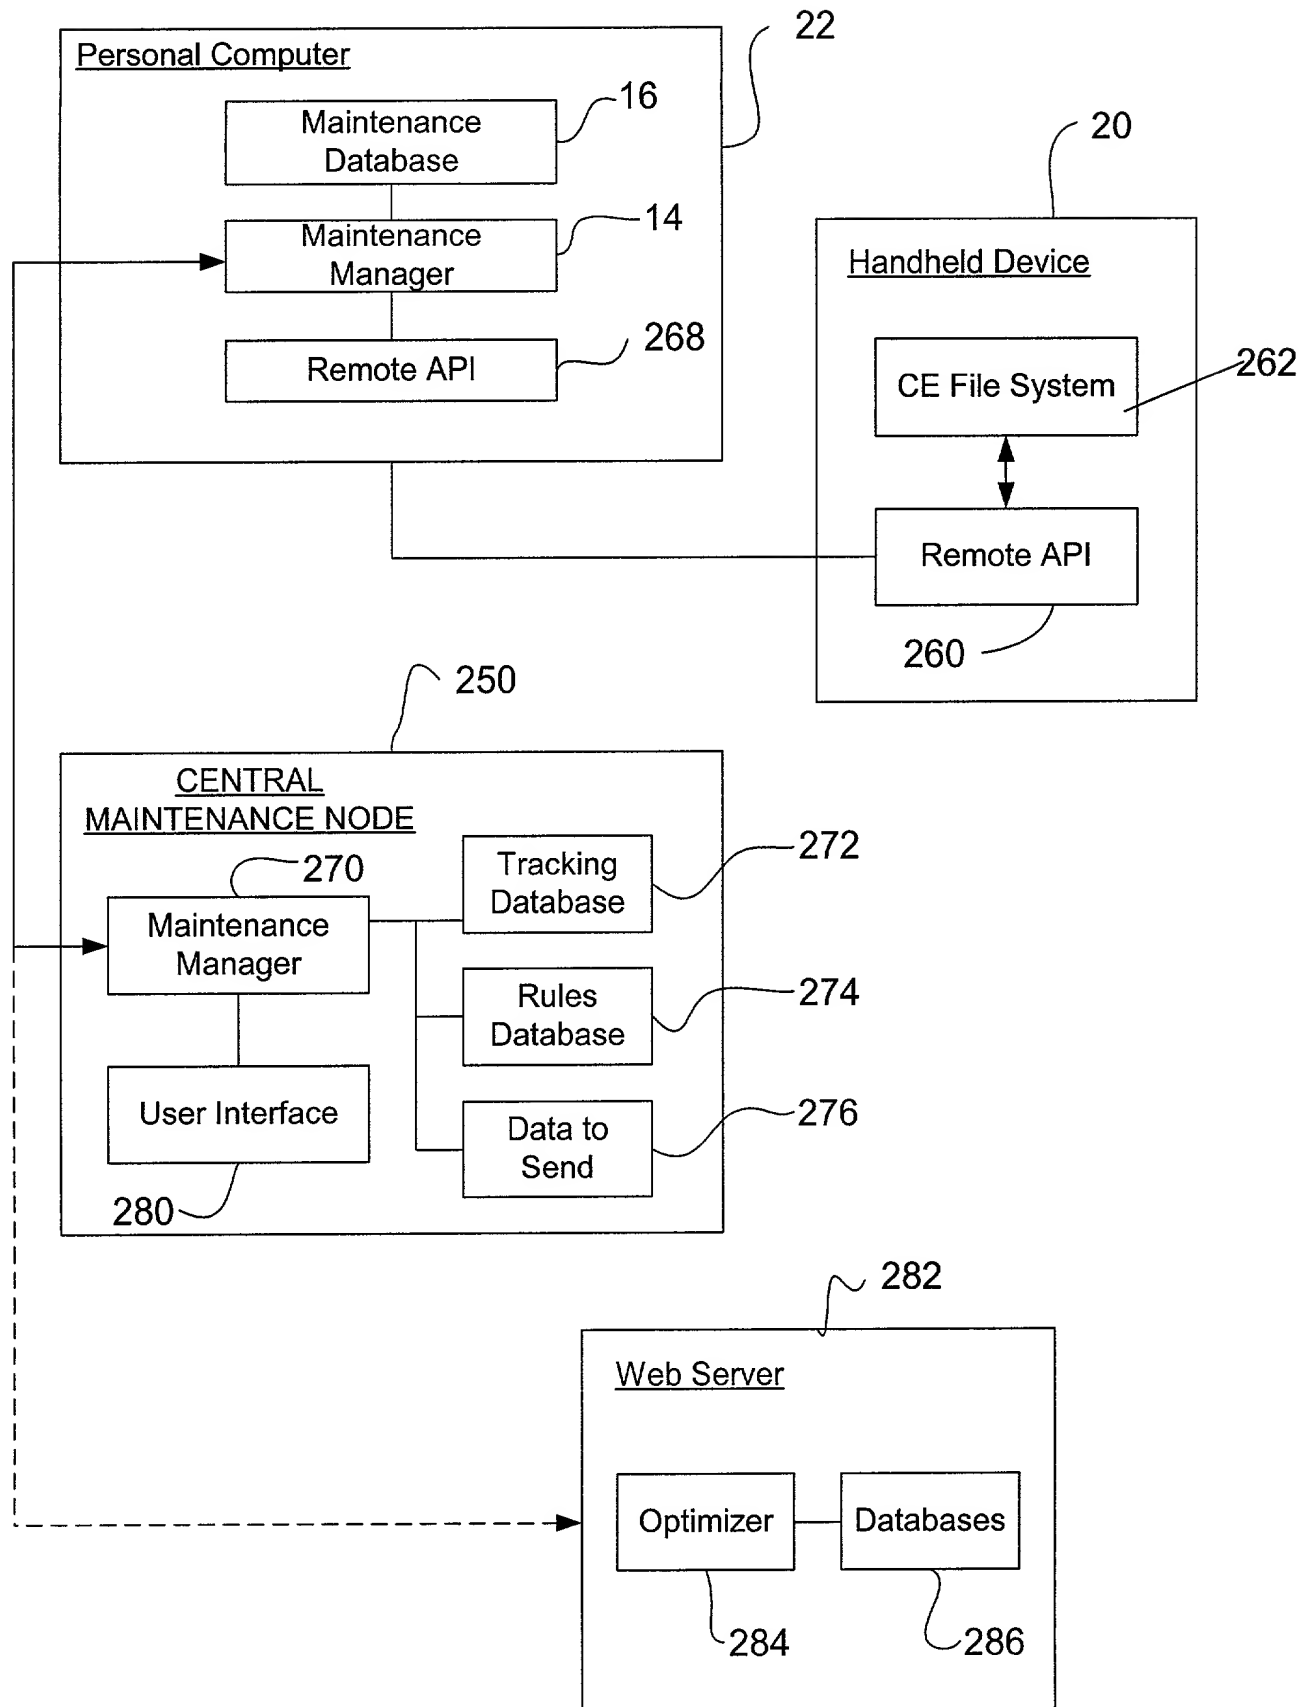 22
Personal Computer
16
Maintenance
Database
14
Maintenance
Manager
268
Remote API
20
Handheld Device
262
CE File System
Remote API
260
250
CENTRAL
MAINTENANCE NODE
270
Maintenance
Manager
272
Tracking
Database
274
Rules
Database
User Interface
276
Data to
Send
280
282
Web Server
Optimizer
Databases
284
286